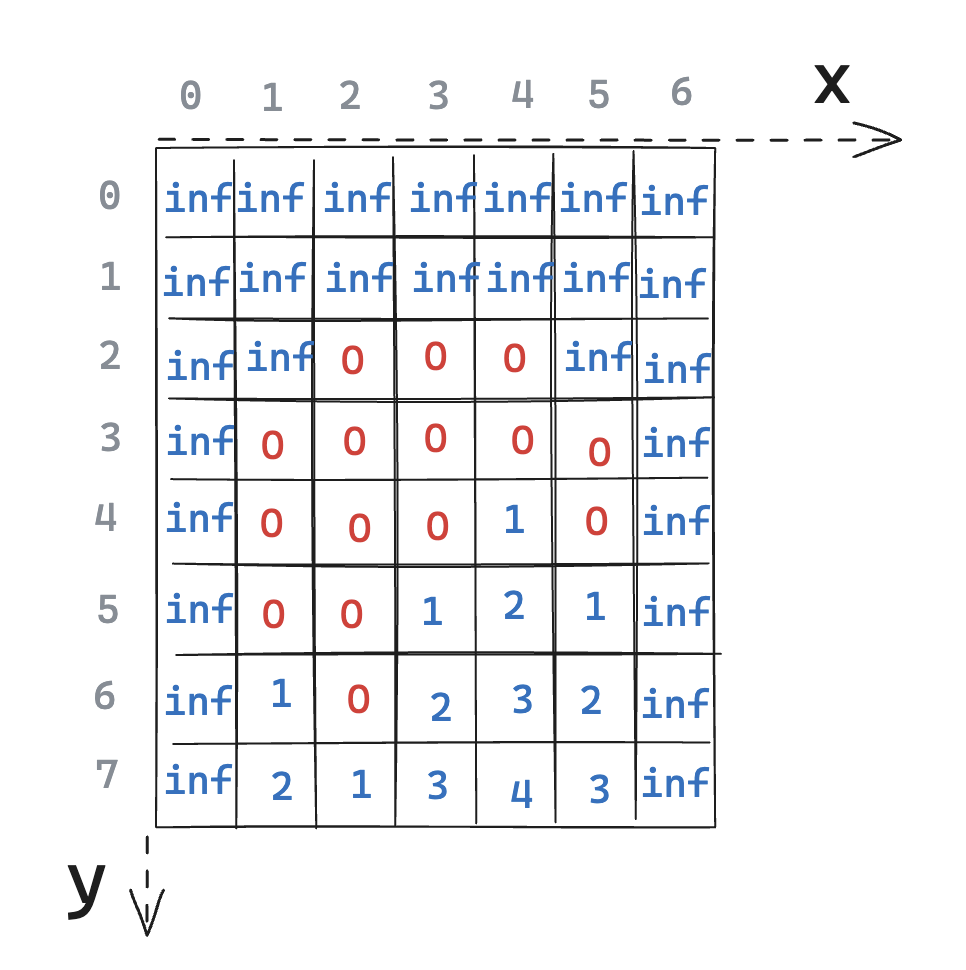 x
0 1 2 3 4 5 6
0 inf inf inf inf inf inf inf
1 inf inf inf inf inf inf inf
2 inf inf 0 0 0 inf inf
3 inf 0 0 0 0 0 inf
4 inf 0 0 0 1 0 inf
5 inf 0 0 1 2 1 inf
6 inf 1 0 2 3 2 inf
7 inf 2 1 3 4 3 inf
y